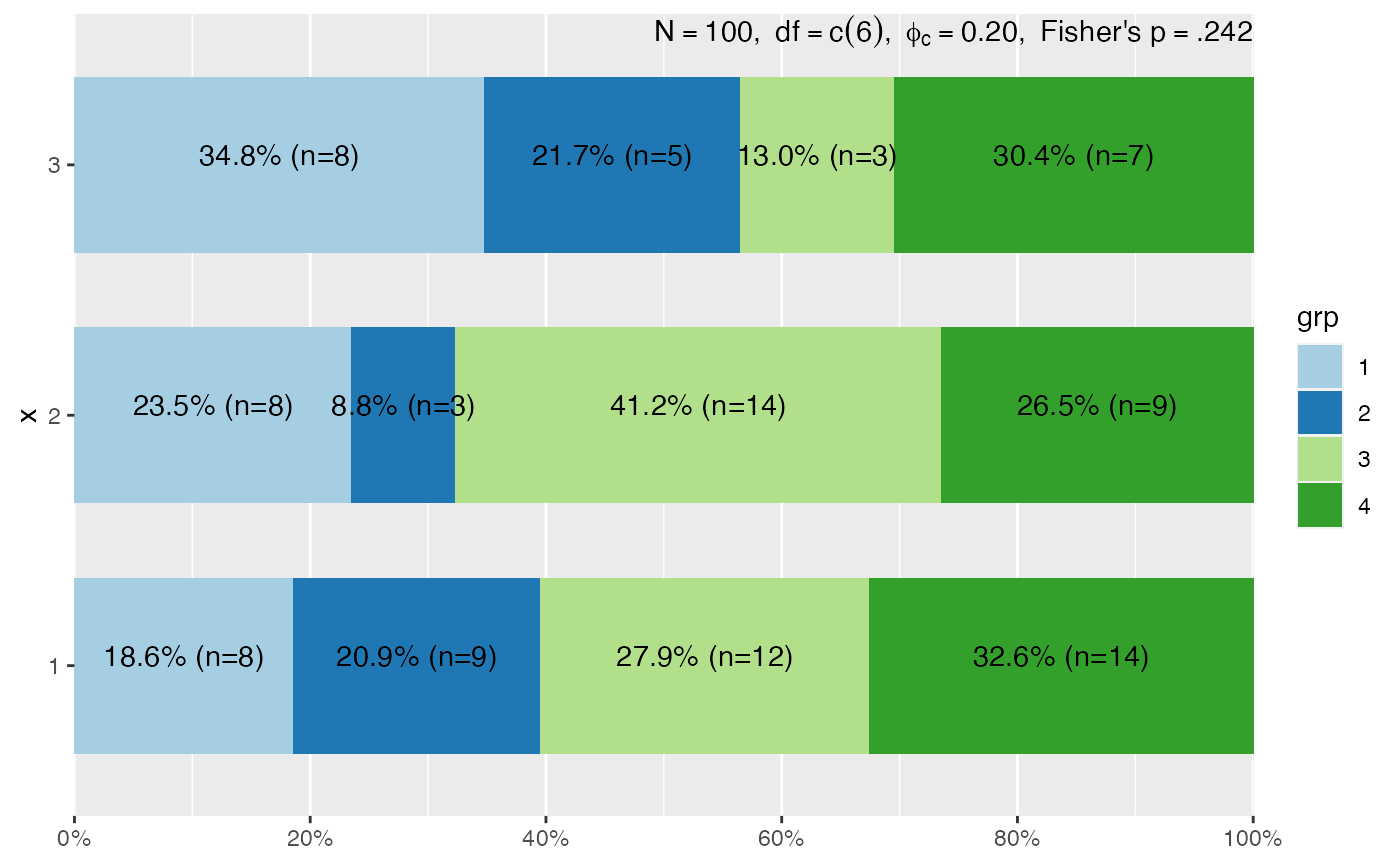 N = 100, df = c(6), ϕc = 0.20, Fisher's p = .242
3
34.8% (n=8)
21.7% (n=5)
13.0% (n=3)
30.4% (n=7)
x
2
23.5% (n=8)
8.8% (n=3)
41.2% (n=14)
26.5% (n=9)
1
18.6% (n=8)
20.9% (n=9)
27.9% (n=12)
32.6% (n=14)
0%
20%
40%
60%
80%
100%
grp
1
2
3
4